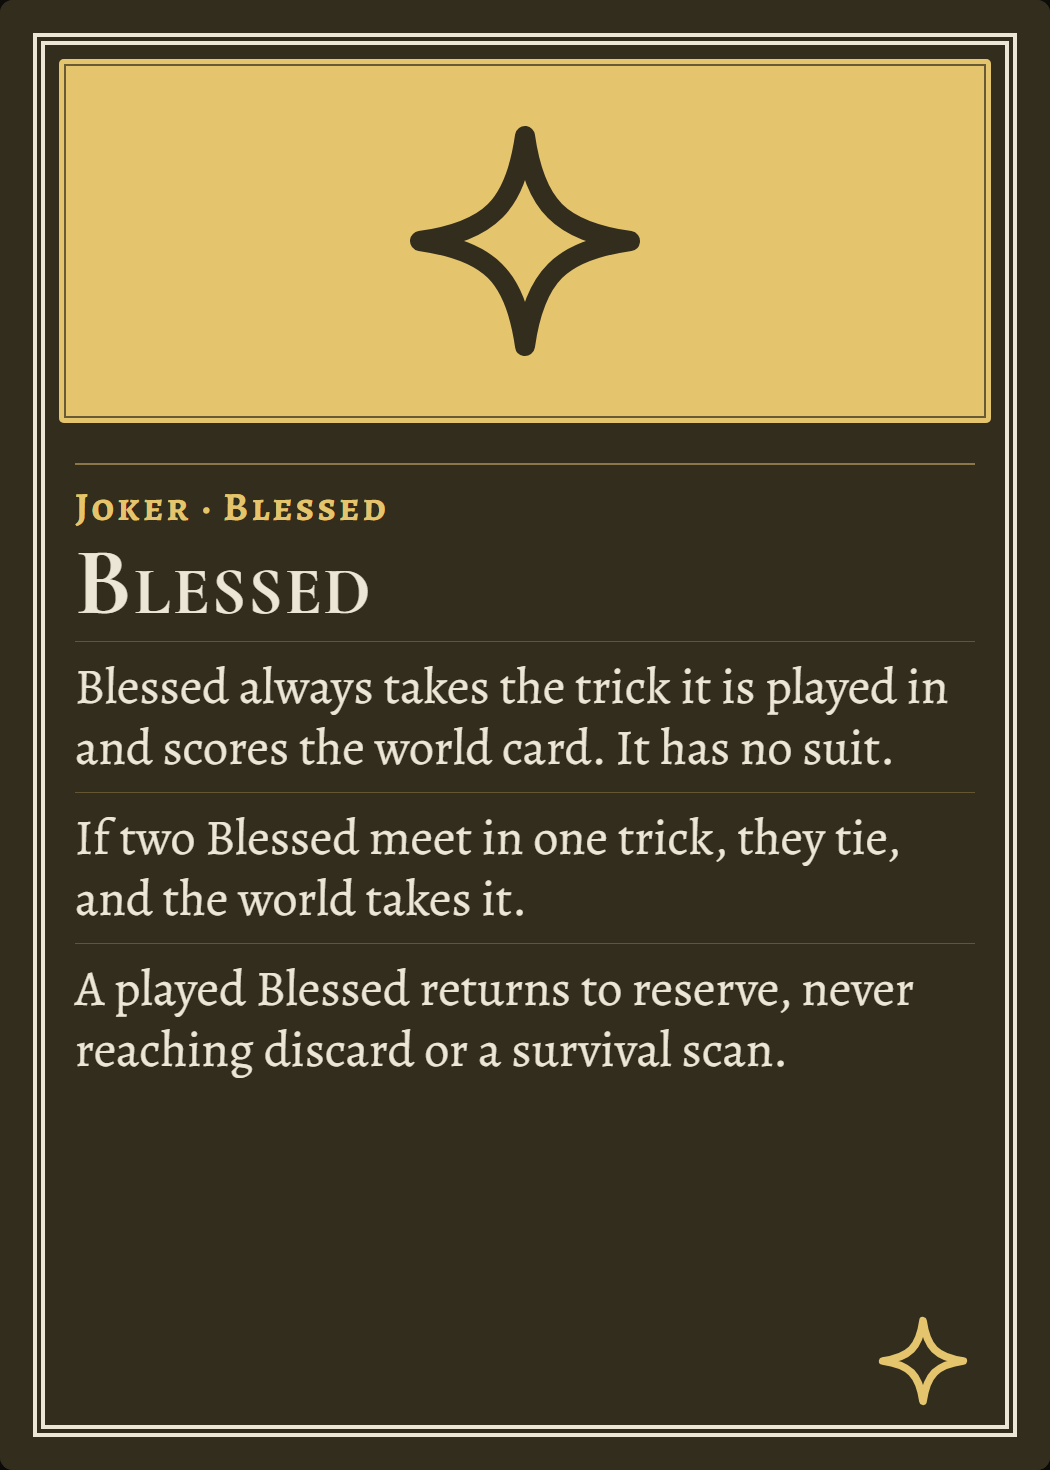 Joker · Blessed
Blessed
Blessed always takes the trick it is played in
and scores the world card. It has no suit.
If two Blessed meet in one trick, they tie,
and the world takes it.
A played Blessed returns to reserve, never
reaching discard or a survival scan.